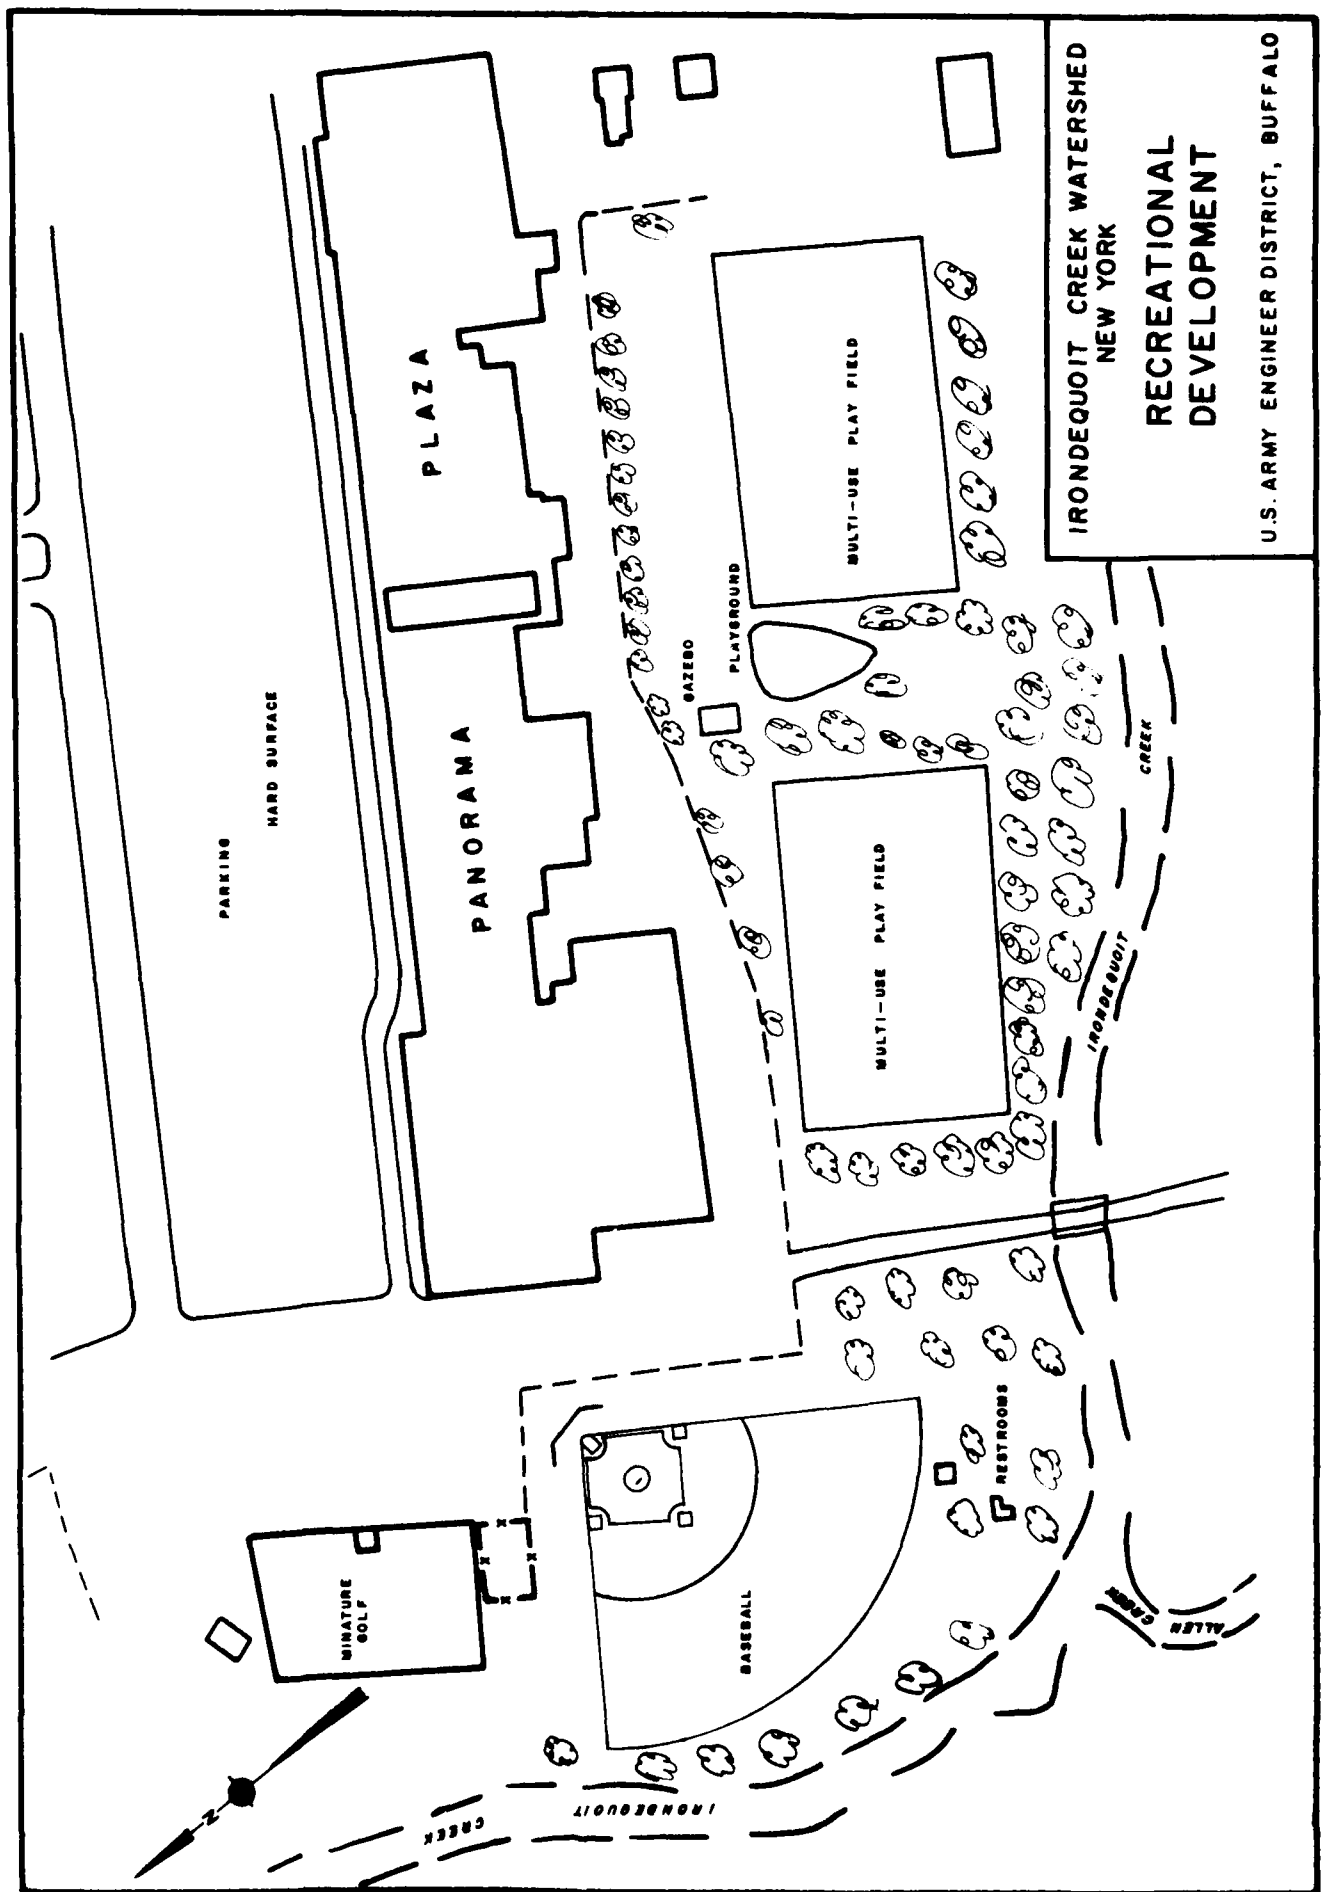 IRONDEQUOIT CREEK WATERSHED
NEW YORK
RECREATIONAL
DEVELOPMENT
U.S. ARMY ENGINEER DISTRICT, BUFFALO
PARKING
HARD SURFACE
PANORAMA
PLAZA
GAZEBO
PLAYGROUND
MULTI-USE PLAY FIELD
MULTI-USE PLAY FIELD
IRONDEQUOIT
CREEK
RESTROOMS
BASEBALL
MINATURE
GOLF
N
CREEK
IRONDEQUOIT
ALLEN
CREEK